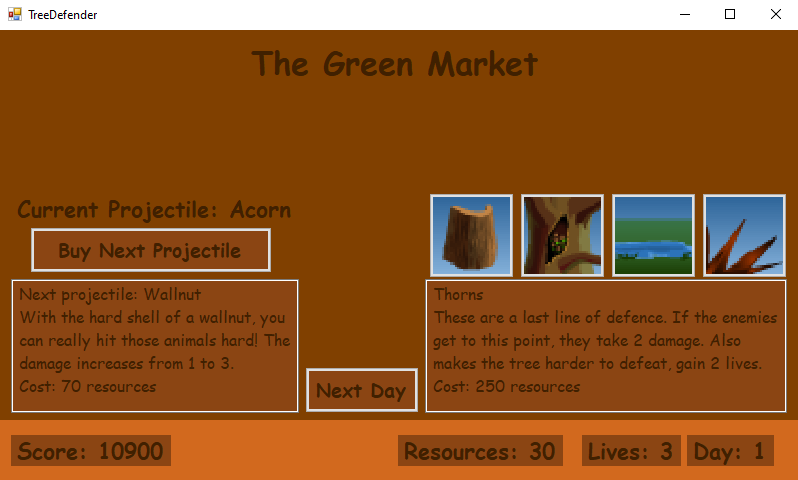 TreeDefender
The Green Market
Current Projectile: Acorn
Buy Next Projectile
Next projectile: Wallnut
With the hard shell of a wallnut, you
can really hit those animals hard! The
damage increases from 1 to 3.
Cost: 70 resources
Next Day
Thorns
These are a last line of defence. If the enemies
get to this point, they take 2 damage. Also
makes the tree harder to defeat, gain 2 lives.
Cost: 250 resources
Score: 10900
Resources: 30
Lives: 3
Day: 1